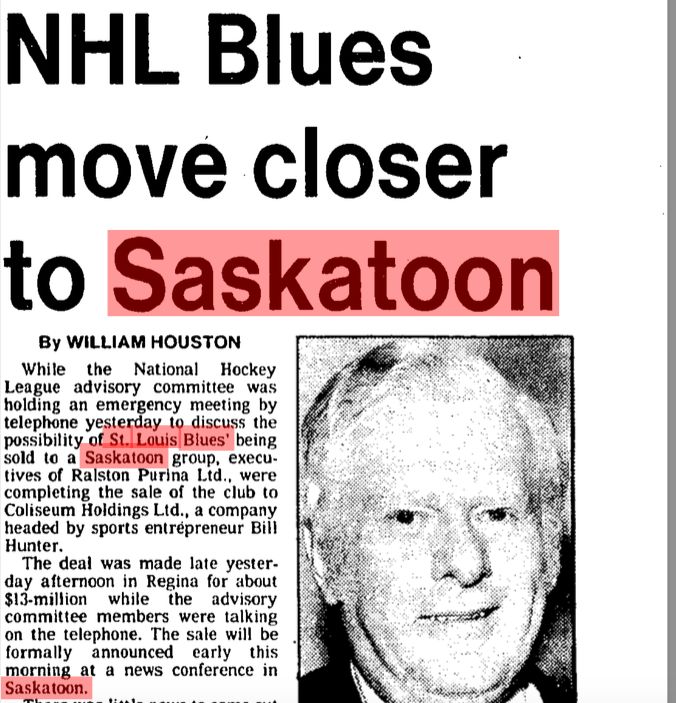 NHL Blues
move closer
to Saskatoon
By WILLIAM HOUSTON
While the National Hockey
League advisory committee was
holding an emergency meeting by
telephone yesterday to discuss the
possibility of St. Louis Blues' being
sold to a Saskatoon group, execu-
tives of Ralston Purina Ltd., were
completing the sale of the club to
Coliseum Holdings Ltd., a company
headed by sports entrepreneur Bill
Hunter.
The deal was made late yester-
day afternoon in Regina for about
$13-million while the advisory
committee members were talking
on the telephone. The sale will be
formally announced early this
morning at a news conference in
Saskatoon.